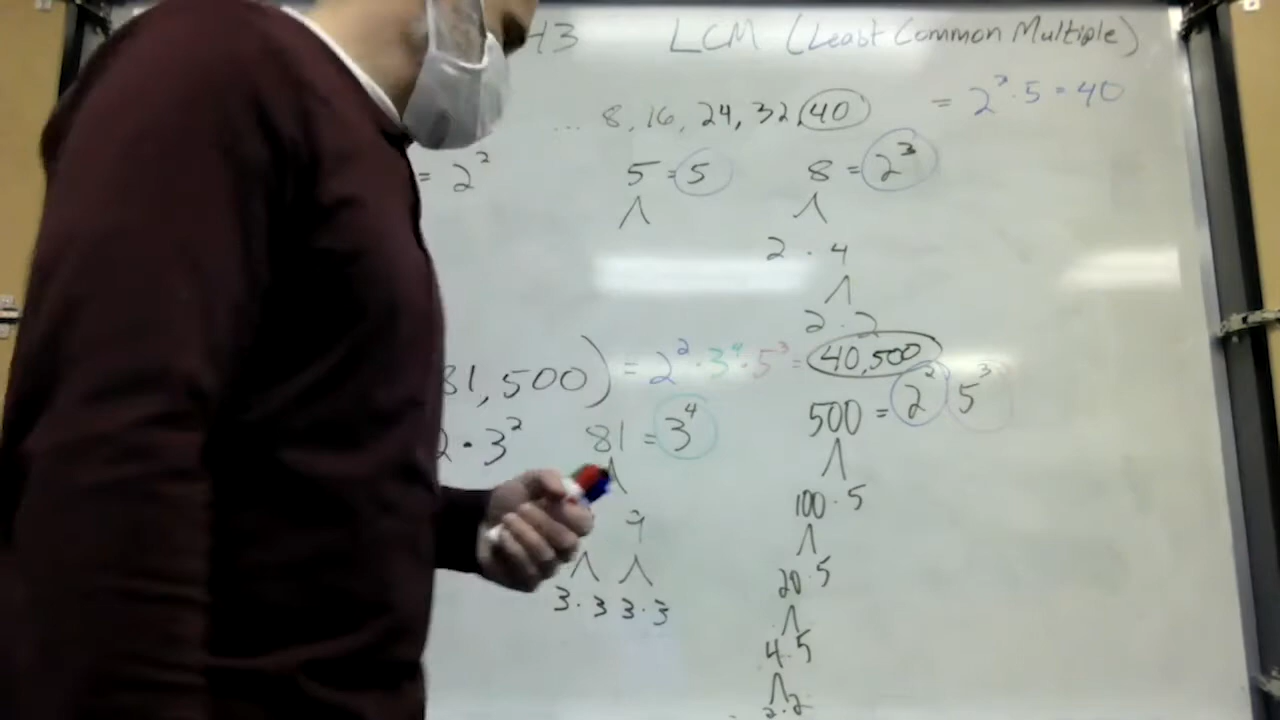 43 LCM (Least Common Multiple)
... 8, 16, 24, 32, 40 = 2³ · 5 = 40
= 2² 5 = 5 8 = 2³
2 · 4
2 · 2
81, 500) = 2² · 3⁴ · 5³ = 40,500
2 · 3² 81 = 3⁴ 500 = 2² 5³
9 100 · 5
3 · 3 3 · 3 20 · 5
4 · 5
2 · 2